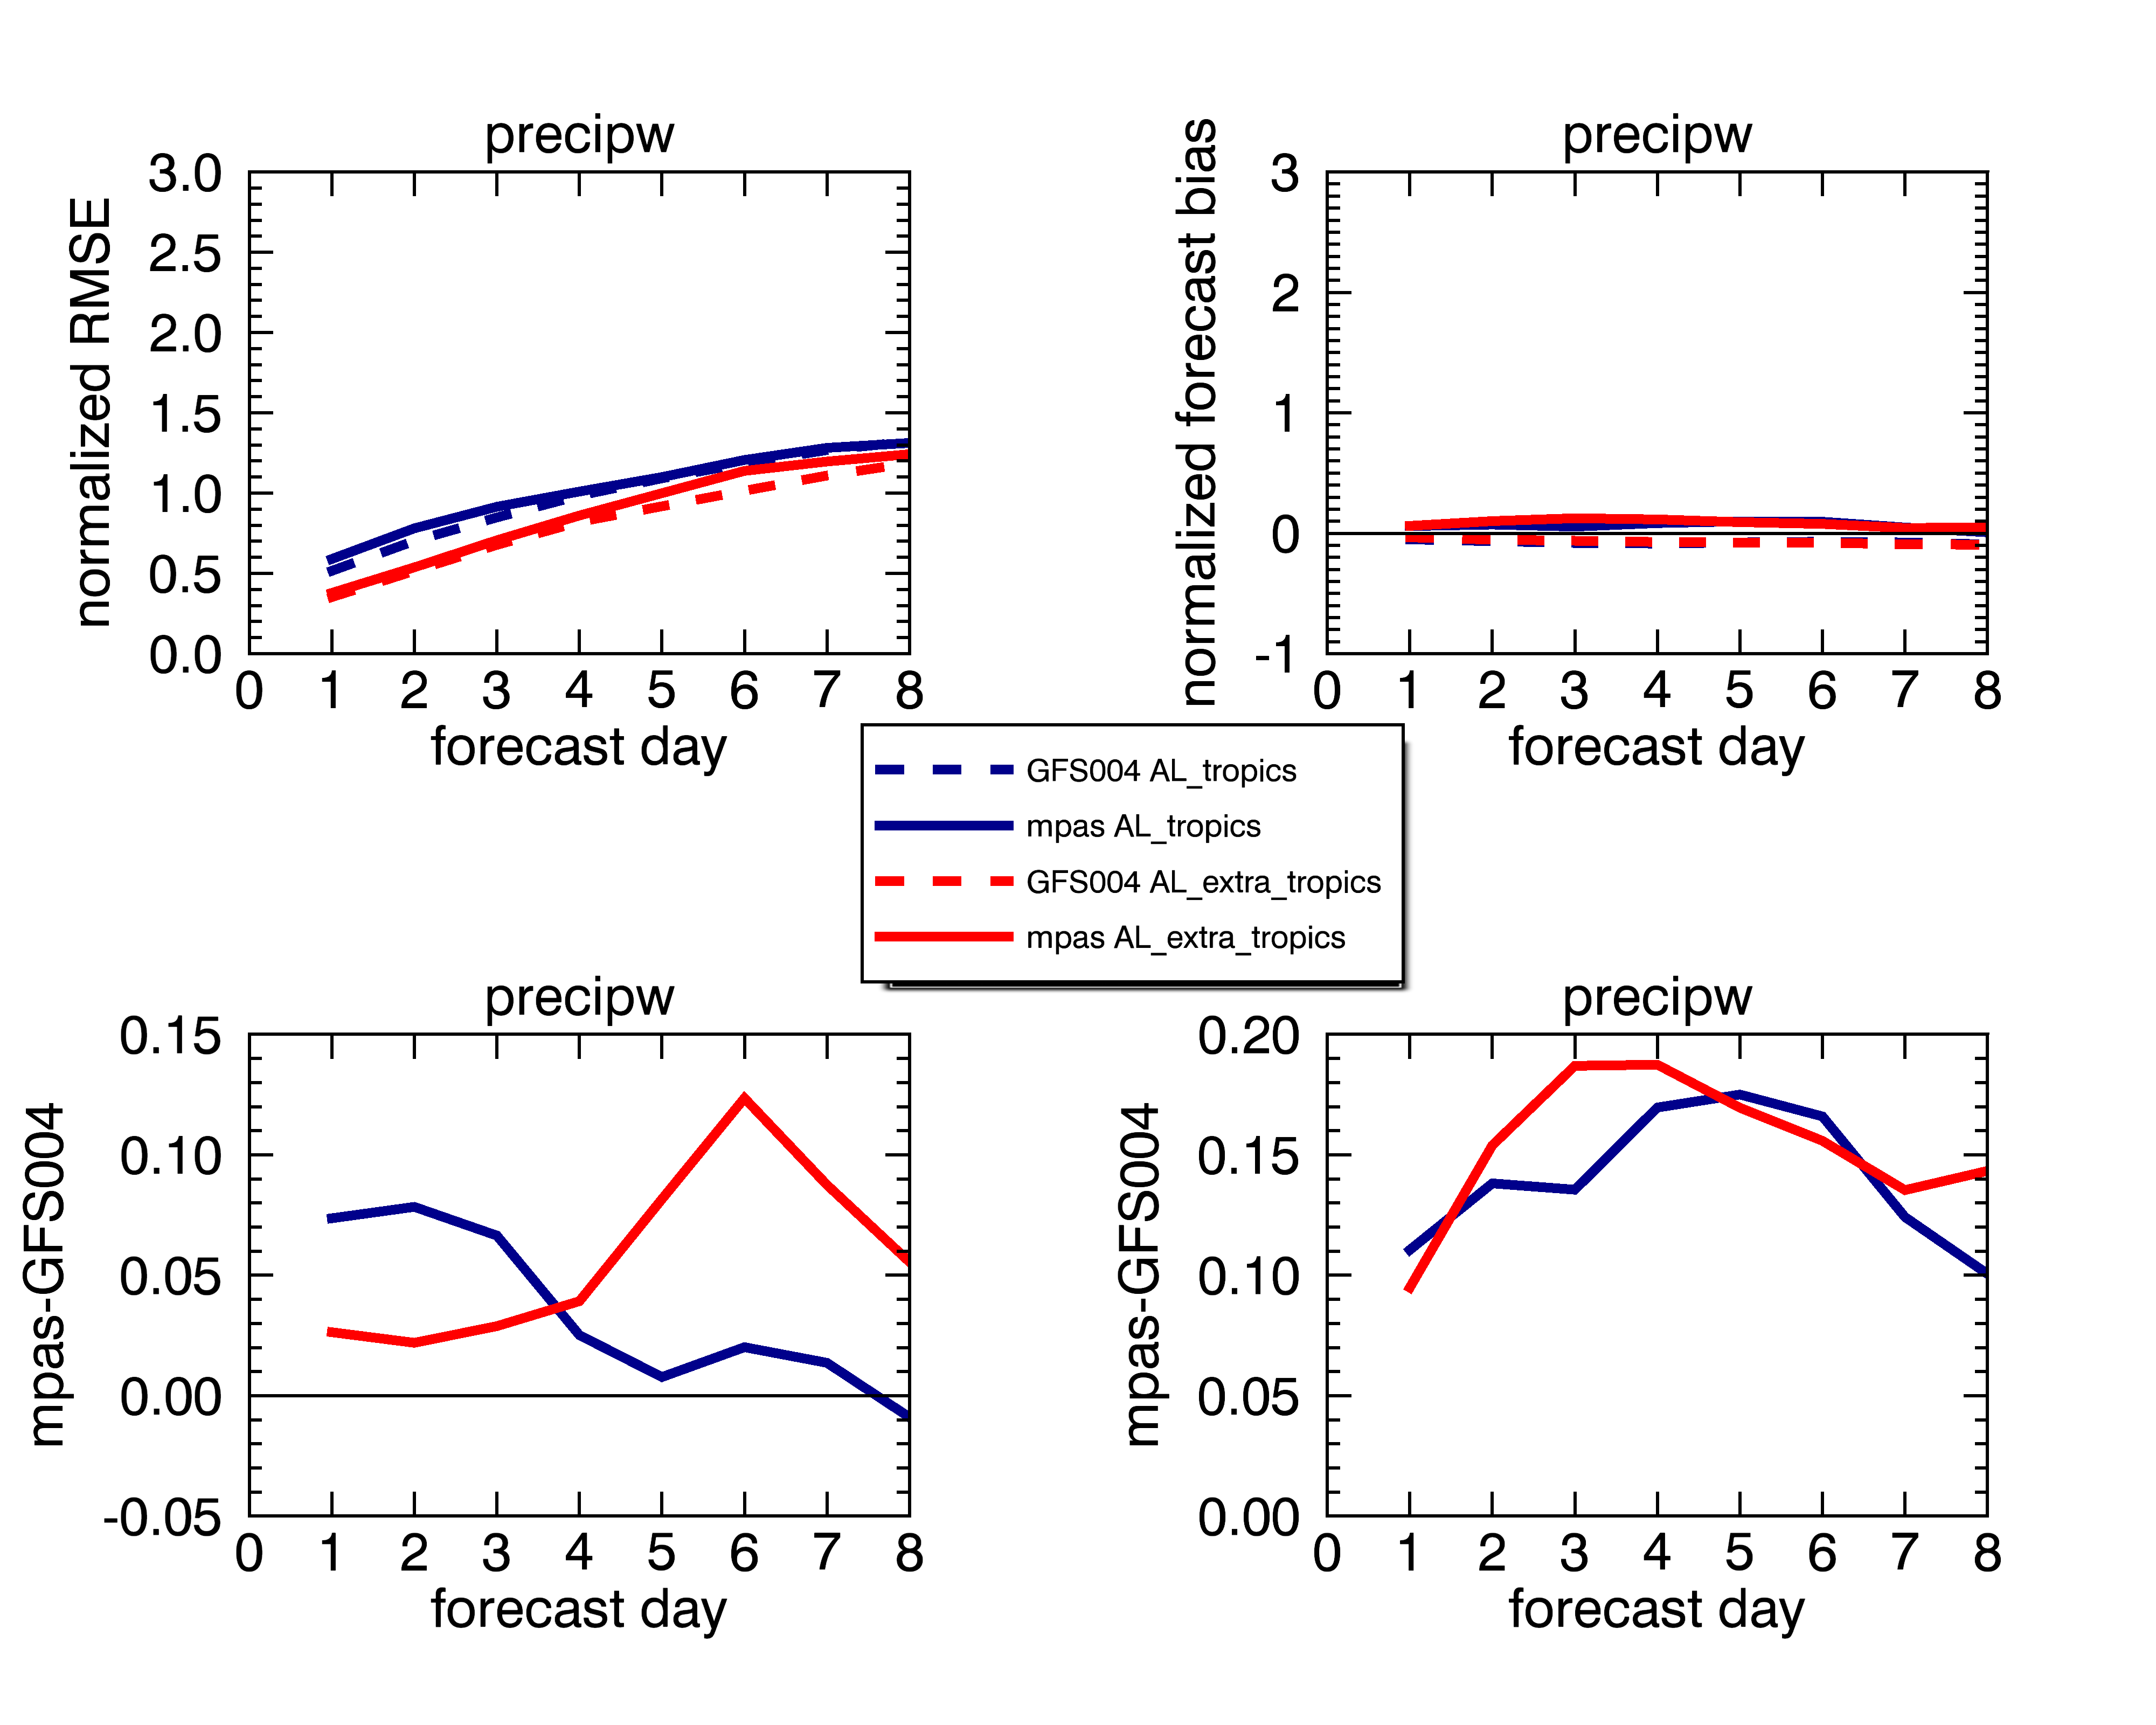 precipw
normalized RMSE
3.0
2.5
2.0
1.5
1.0
0.5
0.0
0 1 2 3 4 5 6 7 8
forecast day
precipw
normalized forecast bias
3
2
1
0
-1
0 1 2 3 4 5 6 7 8
forecast day
GFS004 AL_tropics
mpas AL_tropics
GFS004 AL_extra_tropics
mpas AL_extra_tropics
precipw
mpas-GFS004
0.15
0.10
0.05
0.00
-0.05
0 1 2 3 4 5 6 7 8
forecast day
precipw
mpas-GFS004
0.20
0.15
0.10
0.05
0.00
0 1 2 3 4 5 6 7 8
forecast day